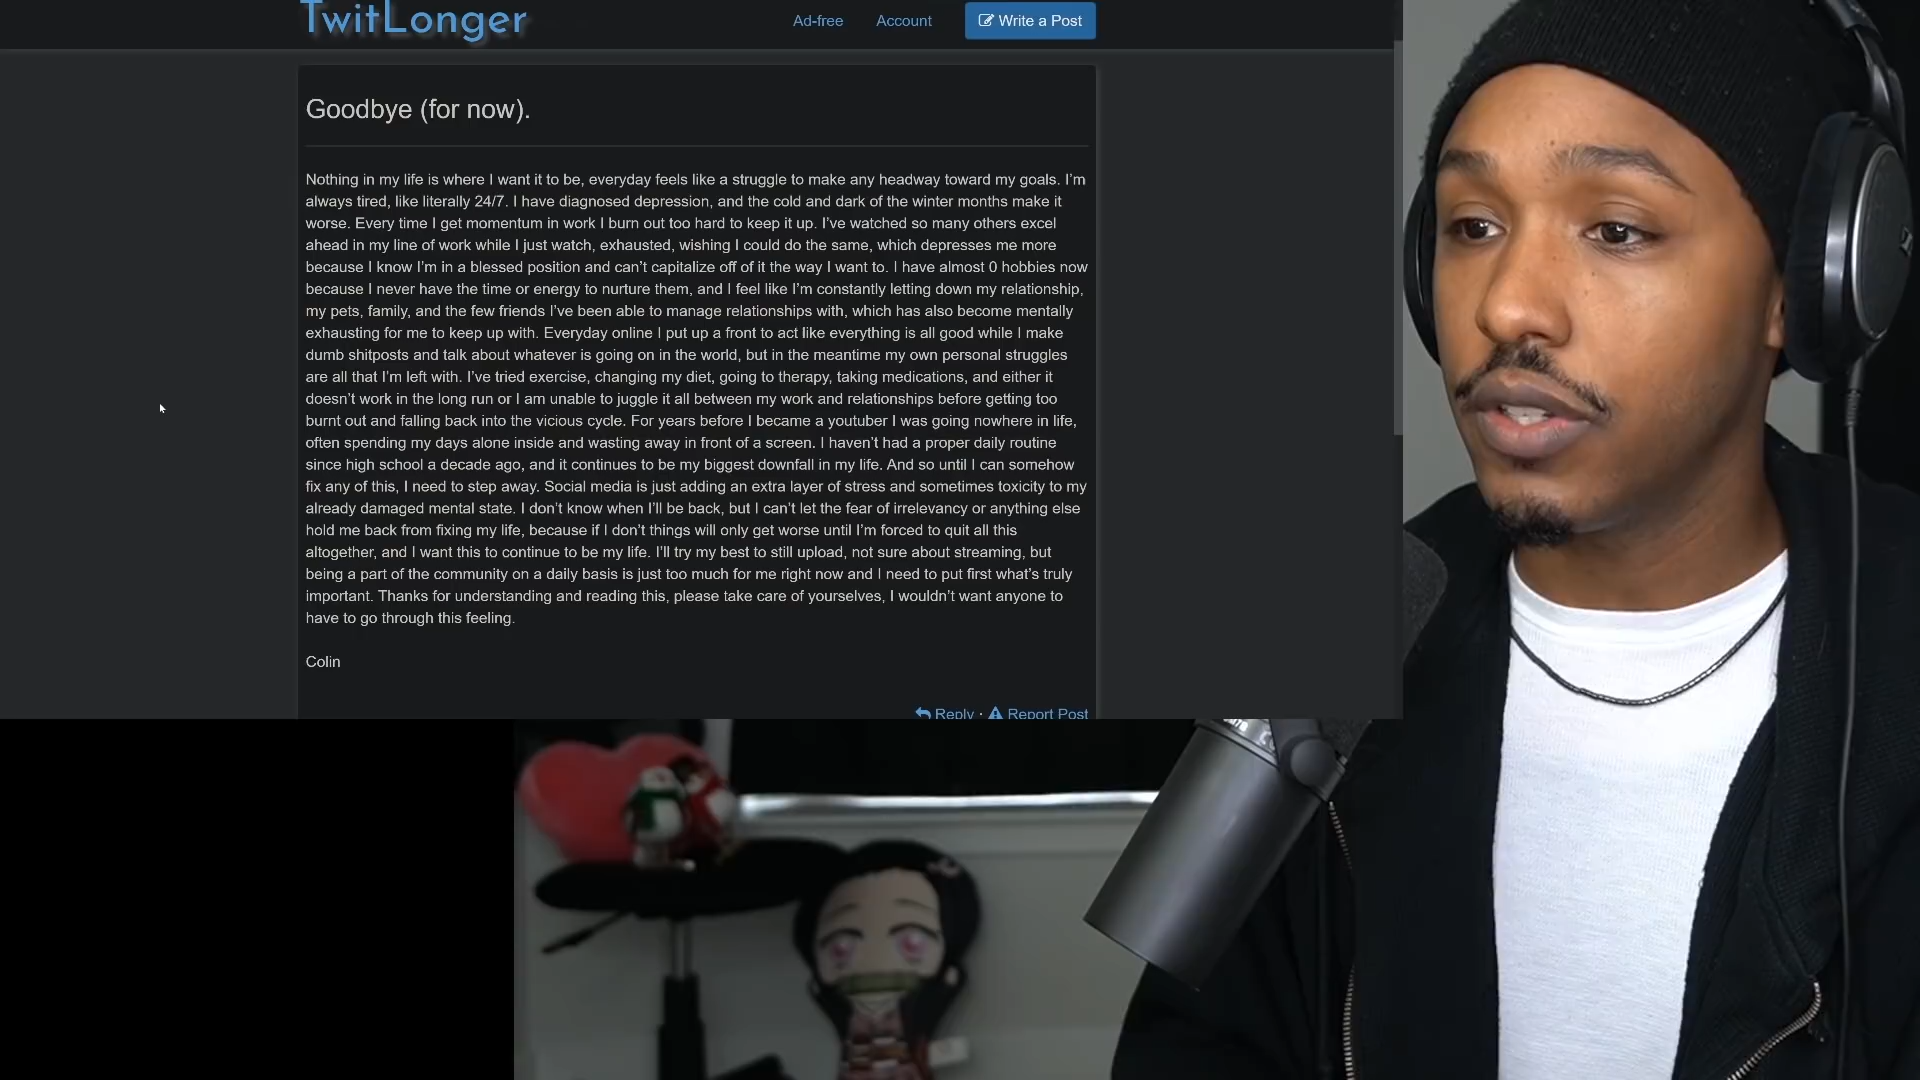 TwitLonger
Ad-free
Account
Write a Post
Goodbye (for now).
Nothing in my life is where I want it to be, everyday feels like a struggle to make any headway toward my goals. I'm
always tired, like literally 24/7. I have diagnosed depression, and the cold and dark of the winter months make it
worse. Every time I get momentum in work I burn out too hard to keep it up. I've watched so many others excel
ahead in my line of work while I just watch, exhausted, wishing I could do the same, which depresses me more
because I know I'm in a blessed position and can't capitalize off of it the way I want to. I have almost 0 hobbies now
because I never have the time or energy to nurture them, and I feel like I'm constantly letting down my relationship,
my pets, family, and the few friends I've been able to manage relationships with, which has also become mentally
exhausting for me to keep up with. Everyday online I put up a front to act like everything is all good while I make
dumb shitposts and talk about whatever is going on in the world, but in the meantime my own personal struggles
are all that I'm left with. I've tried exercise, changing my diet, going to therapy, taking medications, and either it
doesn't work in the long run or I am unable to juggle it all between my work and relationships before getting too
burnt out and falling back into the vicious cycle. For years before I became a youtuber I was going nowhere in life,
often spending my days alone inside and wasting away in front of a screen. I haven't had a proper daily routine
since high school a decade ago, and it continues to be my biggest downfall in my life. And so until I can somehow
fix any of this, I need to step away. Social media is just adding an extra layer of stress and sometimes toxicity to my
already damaged mental state. I don't know when I'll be back, but I can't let the fear of irrelevancy or anything else
hold me back from fixing my life, because if I don't things will only get worse until I'm forced to quit all this
altogether, and I want this to continue to be my life. I'll try my best to still upload, not sure about streaming, but
being a part of the community on a daily basis is just too much for me right now and I need to put first what's truly
important. Thanks for understanding and reading this, please take care of yourselves, I wouldn't want anyone to
have to go through this feeling.
Colin
Reply · Report Post